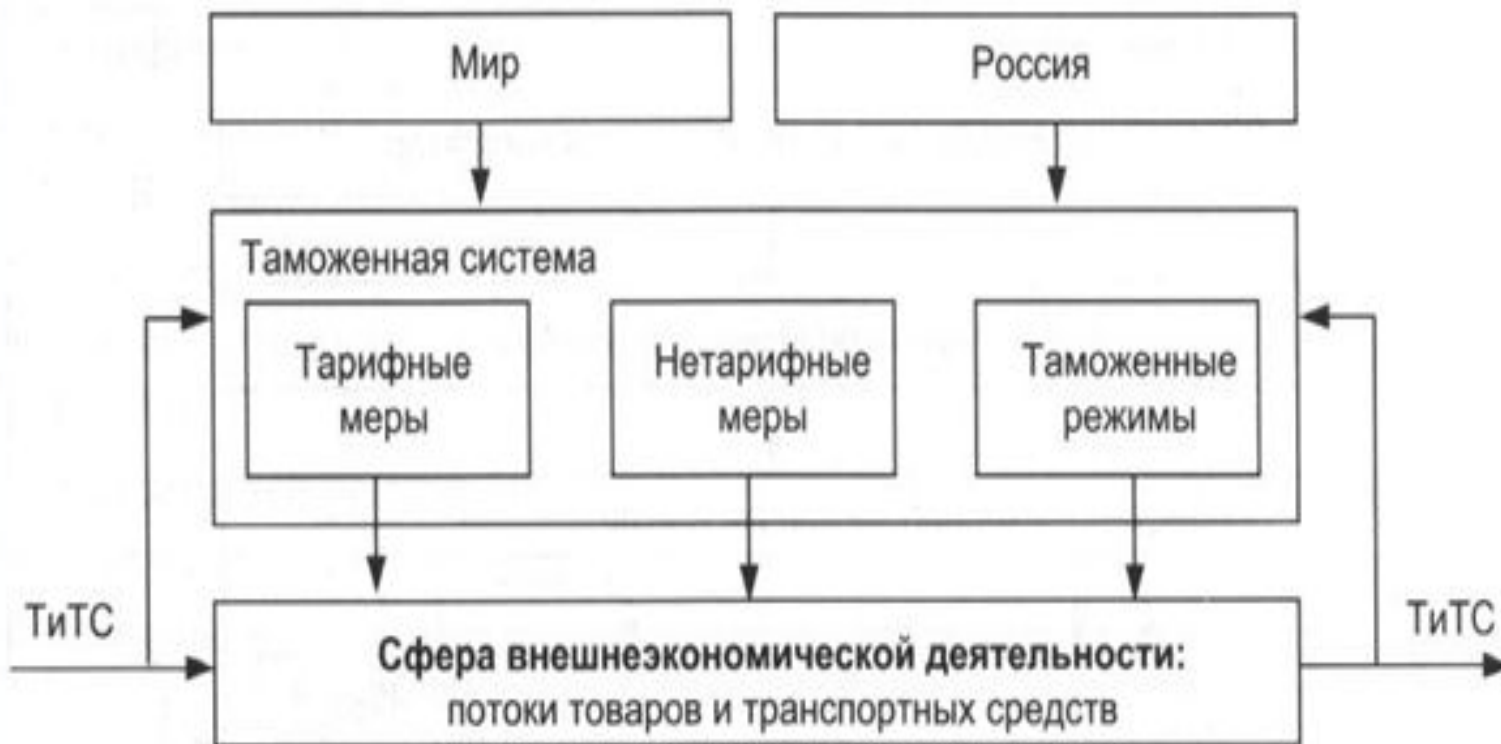 Мир
Россия
Таможенная система
Тарифные
меры
Нетарифные
меры
Таможенные
режимы
ТиТС
ТиТС
Сфера внешнеэкономической деятельности:
потоки товаров и транспортных средств